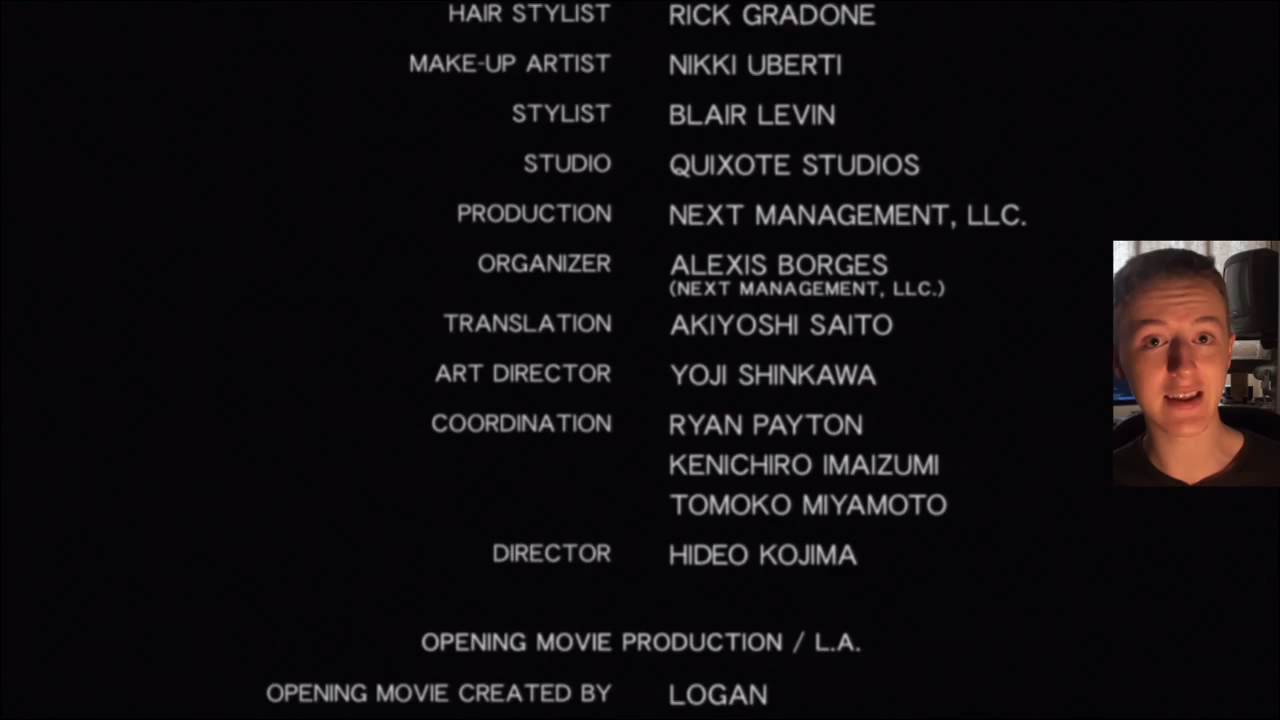 HAIR STYLIST RICK GRADONE
MAKE-UP ARTIST NIKKI UBERTI
STYLIST BLAIR LEVIN
STUDIO QUIXOTE STUDIOS
PRODUCTION NEXT MANAGEMENT, LLC.
ORGANIZER ALEXIS BORGES
(NEXT MANAGEMENT, LLC.)
TRANSLATION AKIYOSHI SAITO
ART DIRECTOR YOJI SHINKAWA
COORDINATION RYAN PAYTON
KENICHIRO IMAIZUMI
TOMOKO MIYAMOTO
DIRECTOR HIDEO KOJIMA
OPENING MOVIE PRODUCTION / L.A.
OPENING MOVIE CREATED BY LOGAN